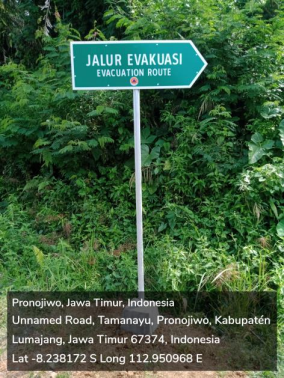 JALUR EVAKUASI
EVACUATION ROUTE
Pronojiwo, Jawa Timur, Indonesia
Unnamed Road, Tamanayu, Pronojiwo, Kabupatén
Lumajang, Jawa Timur 67374, Indonesia
Lat -8.238172 S Long 112.950968 E